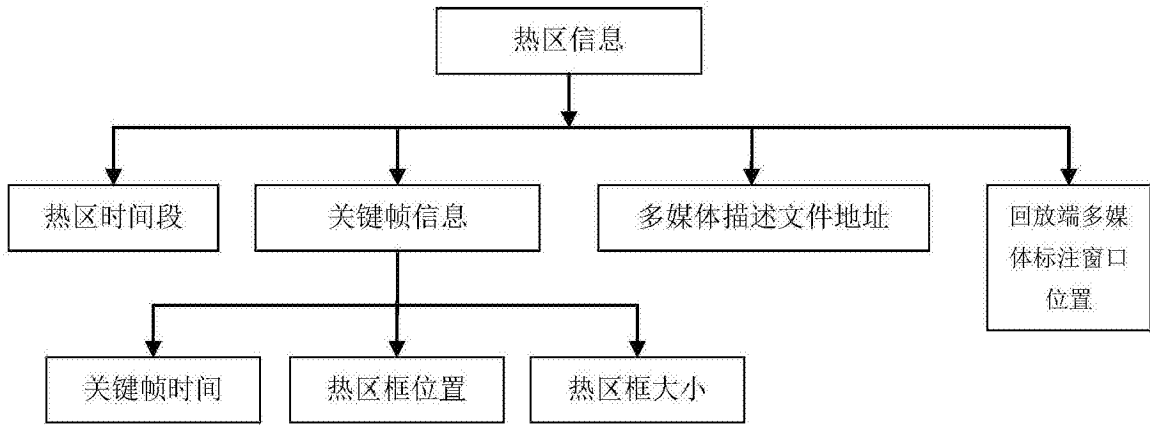 热区信息
热区时间段
关键帧信息
多媒体描述文件地址
回放端多媒
体标注窗口
位置
关键帧时间
热区框位置
热区框大小